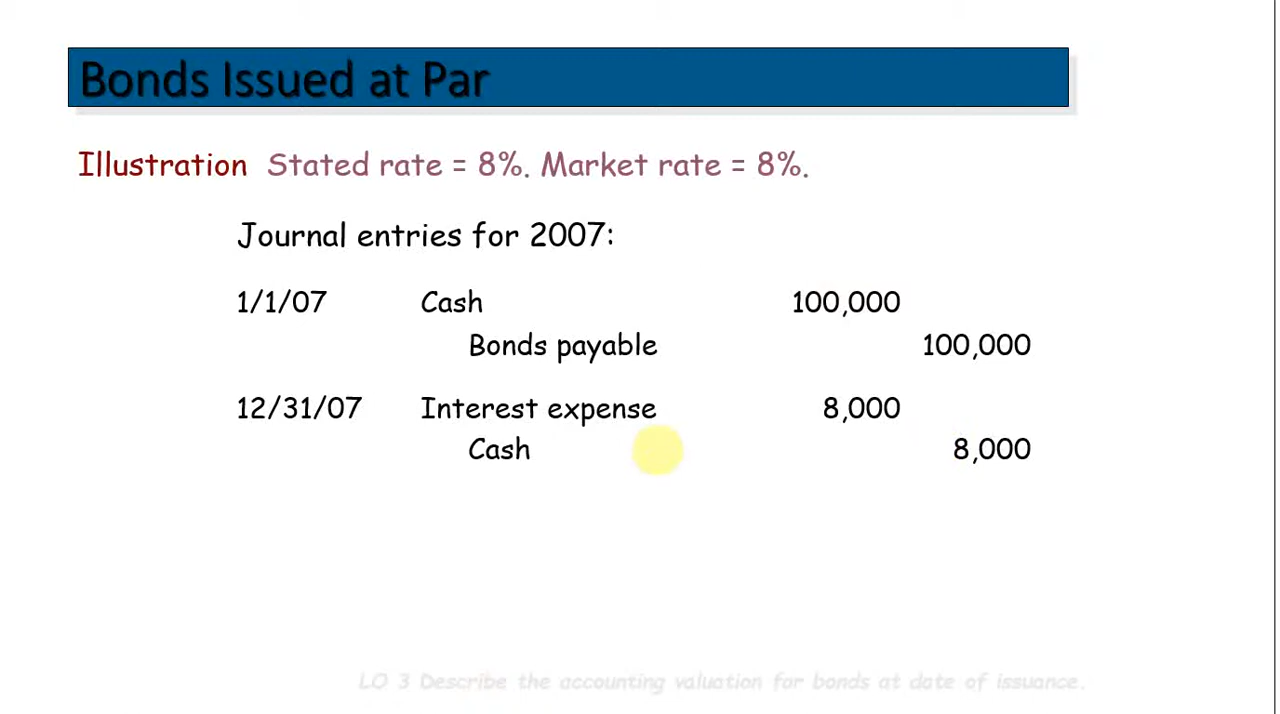 Bonds Issued at Par
Illustration Stated rate = 8%. Market rate = 8%.
Journal entries for 2007:
1/1/07 Cash 100,000
Bonds payable 100,000
12/31/07 Interest expense 8,000
Cash 8,000
LO 3 Describe the accounting valuation for bonds at date of issuance.